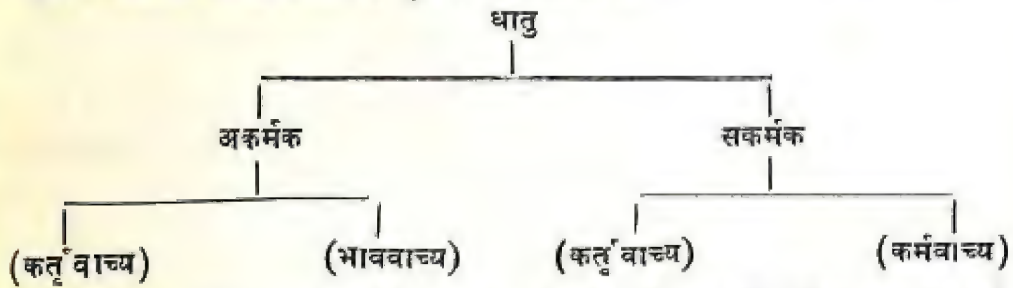 धातु
अकर्मक सकर्मक
(कर्तृवाच्य) (भाववाच्य) (कर्तृवाच्य) (कर्मवाच्य)